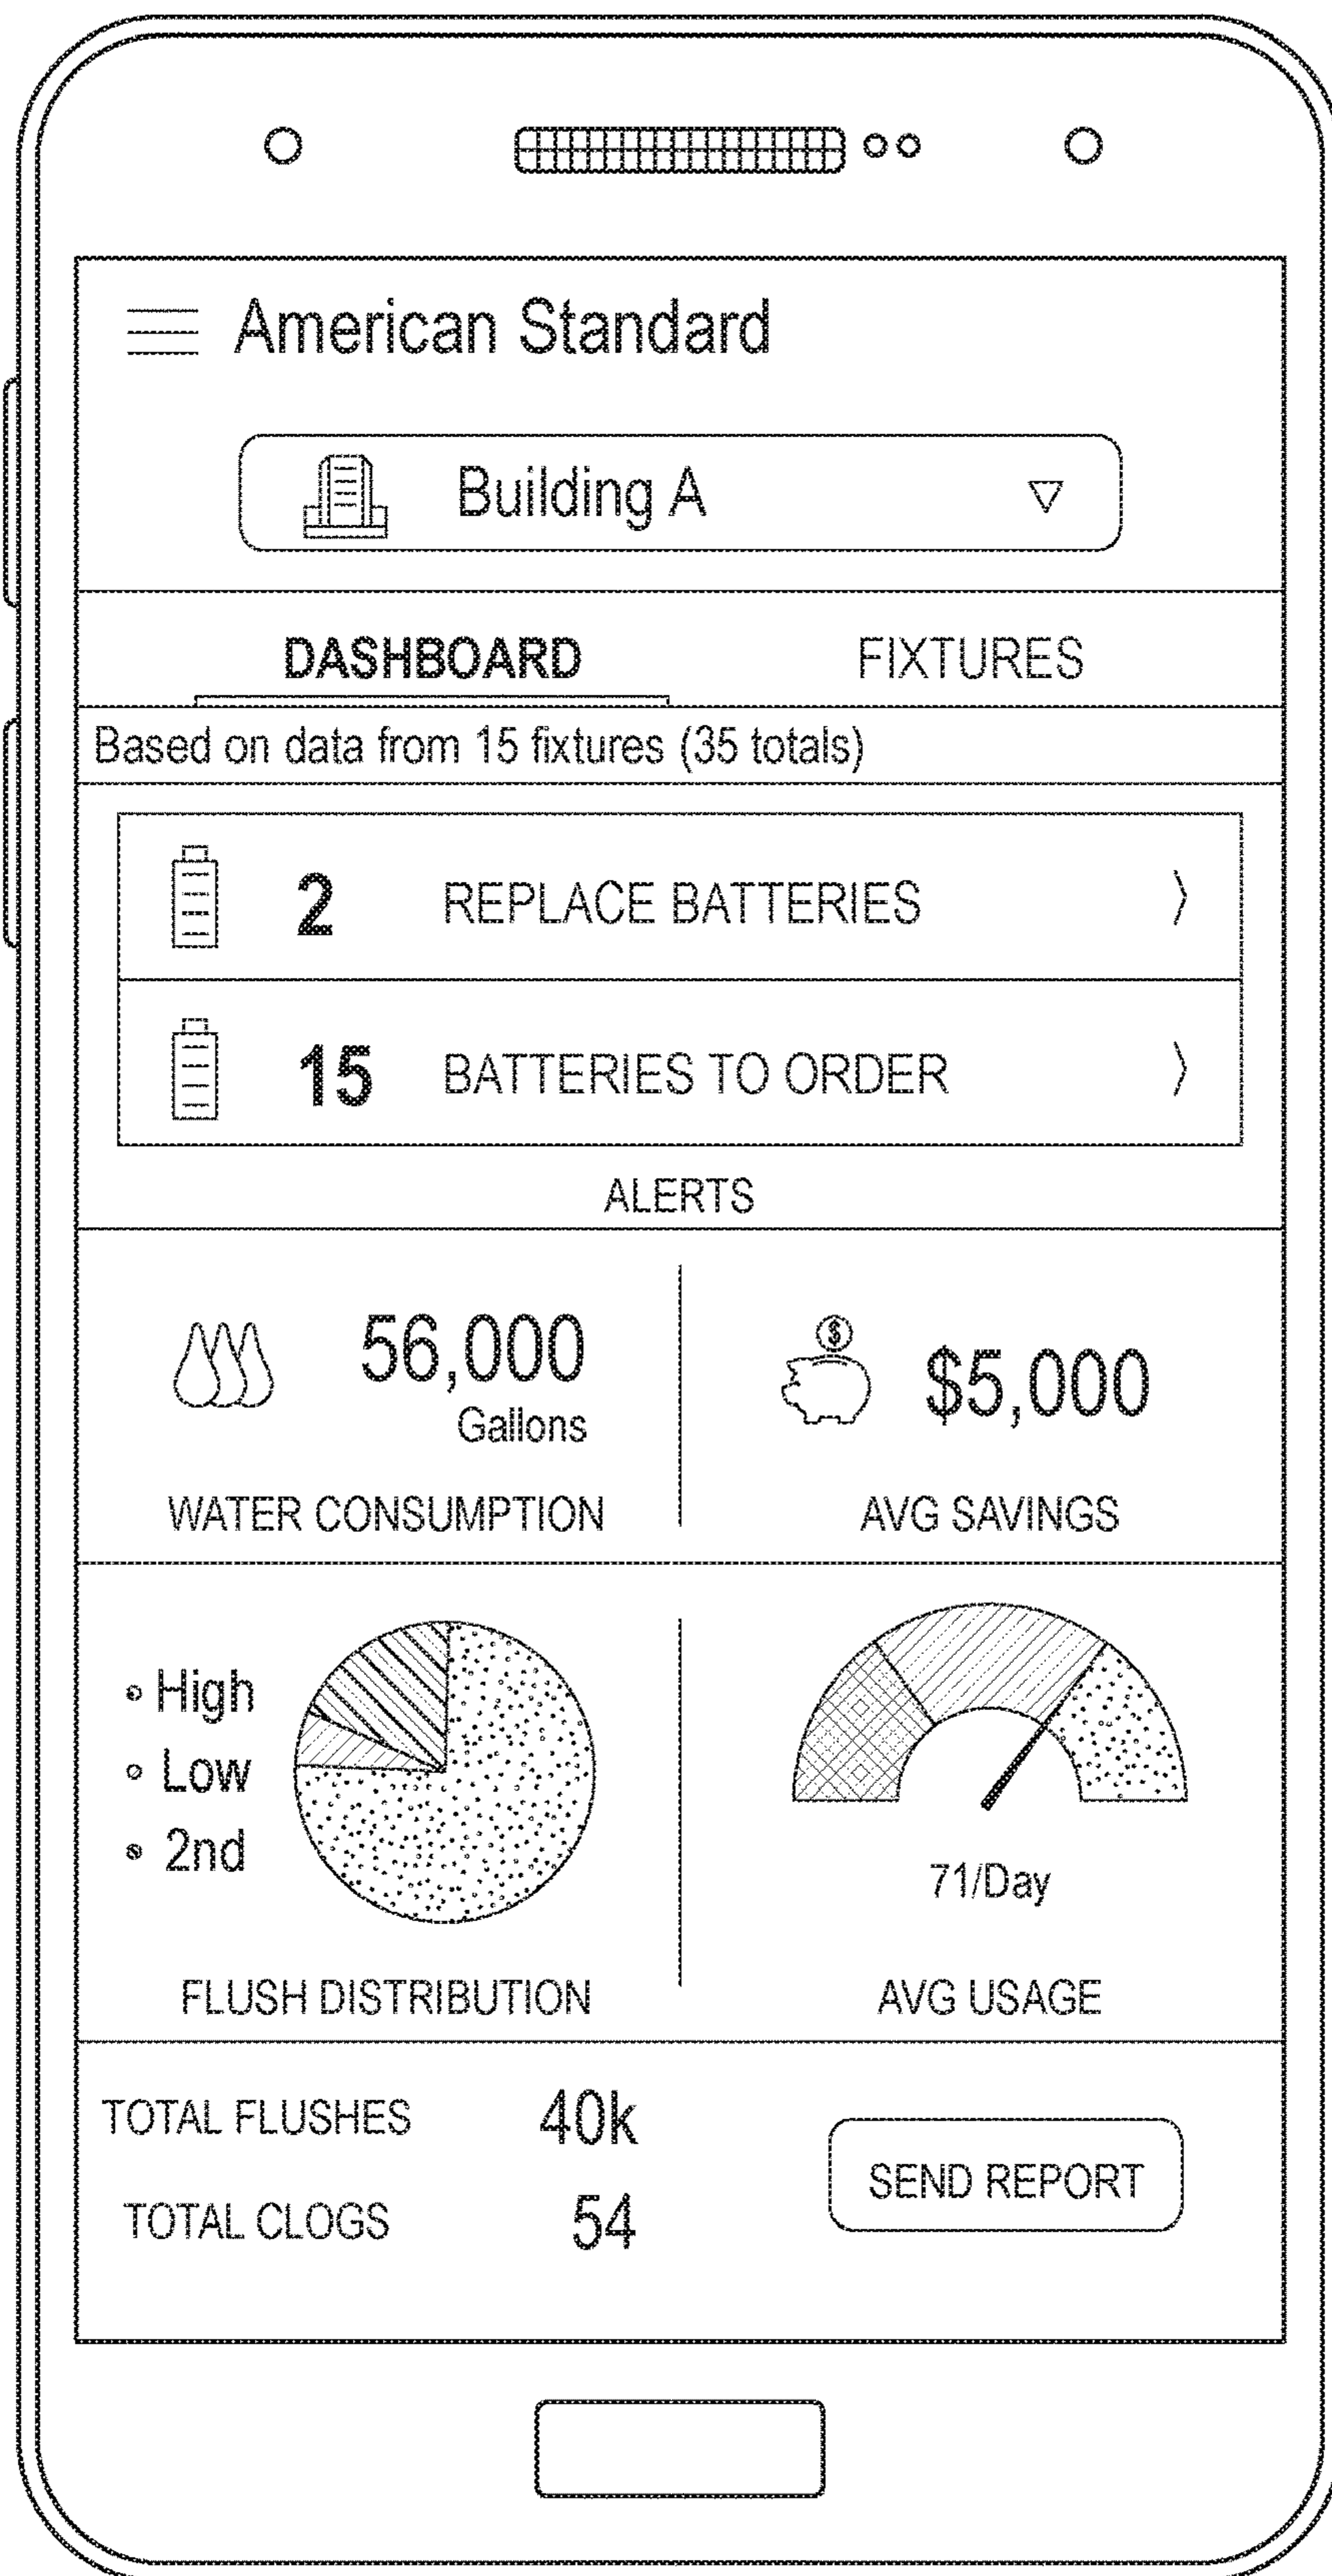 American Standard
Building A
DASHBOARD FIXTURES
Based on data from 15 fixtures (35 totals)
2 REPLACE BATTERIES
15 BATTERIES TO ORDER
ALERTS
56,000
Gallons
WATER CONSUMPTION
$
$5,000
AVG SAVINGS
High
Low
2nd
FLUSH DISTRIBUTION
71/Day
AVG USAGE
TOTAL FLUSHES 40k
TOTAL CLOGS 54
SEND REPORT